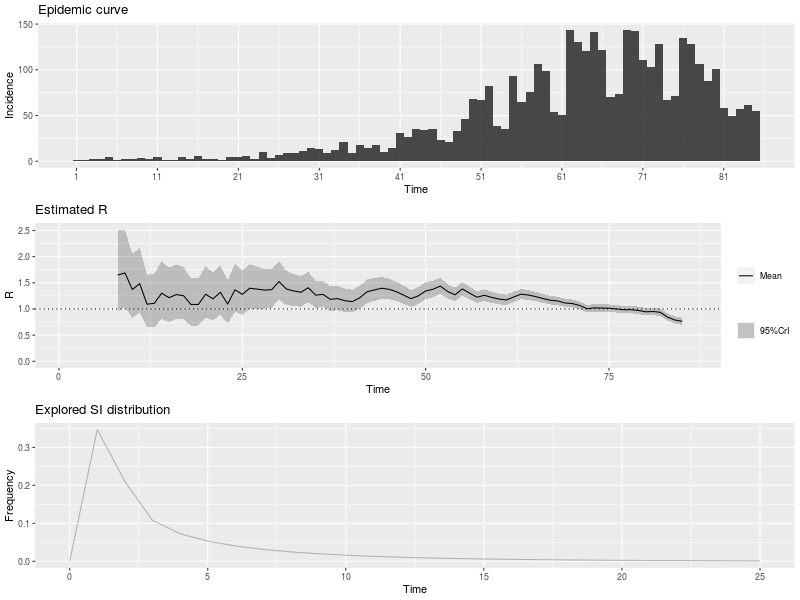 Epidemic curve
150
100
50
0
Incidence
1 11 21 31 41 51 61 71 81
Time
Estimated R
2.5
2.0
1.5
1.0
0.5
0.0
R
0 25 50 75
Time
Mean
95%CrI
Explored SI distribution
0.3
0.2
0.1
0.0
Frequency
0 5 10 15 20 25
Time